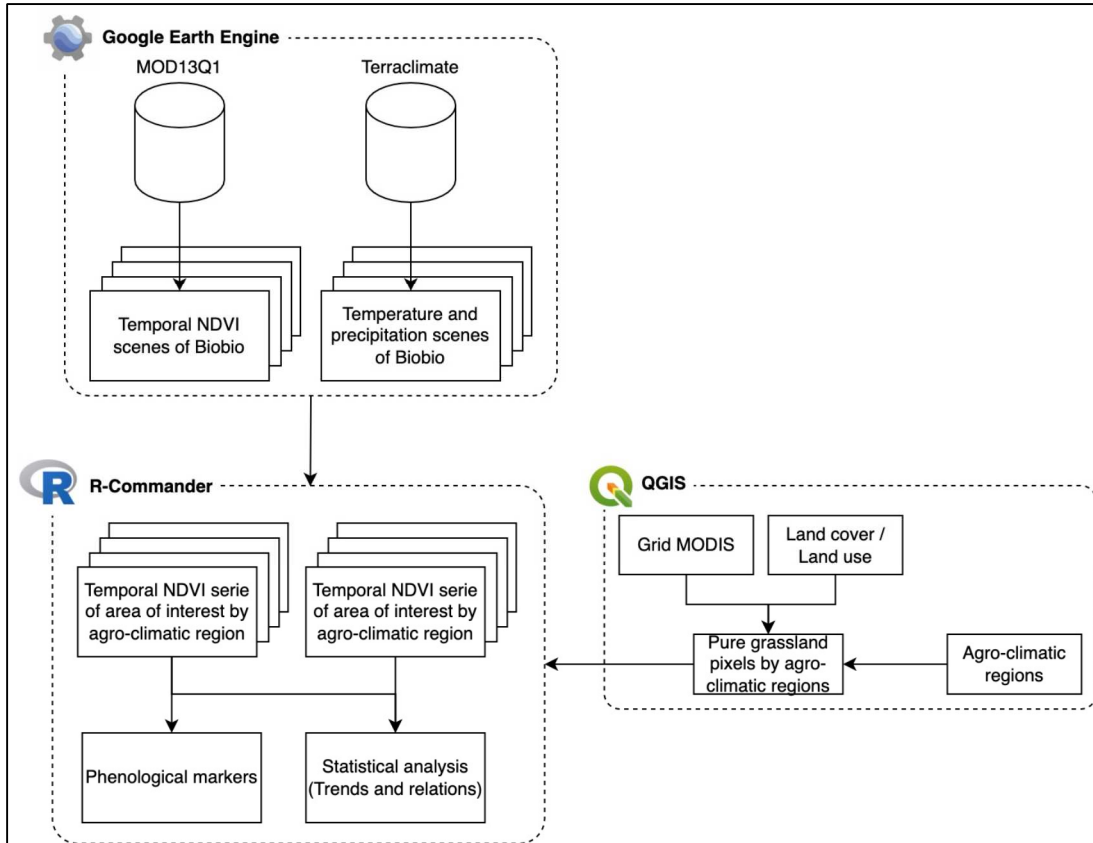 Google Earth Engine
MOD13Q1
Terraclimate
Temporal NDVI
scenes of Biobio
Temperature and
precipitation scenes
of Biobio
R
R-Commander
Temporal NDVI serie
of area of interest by
agro-climatic region
Temporal NDVI serie
of area of interest by
agro-climatic region
Phenological markers
Statistical analysis
(Trends and relations)
QGIS
Grid MODIS
Land cover /
Land use
Pure grassland
pixels by agro-
climatic regions
Agro-climatic
regions